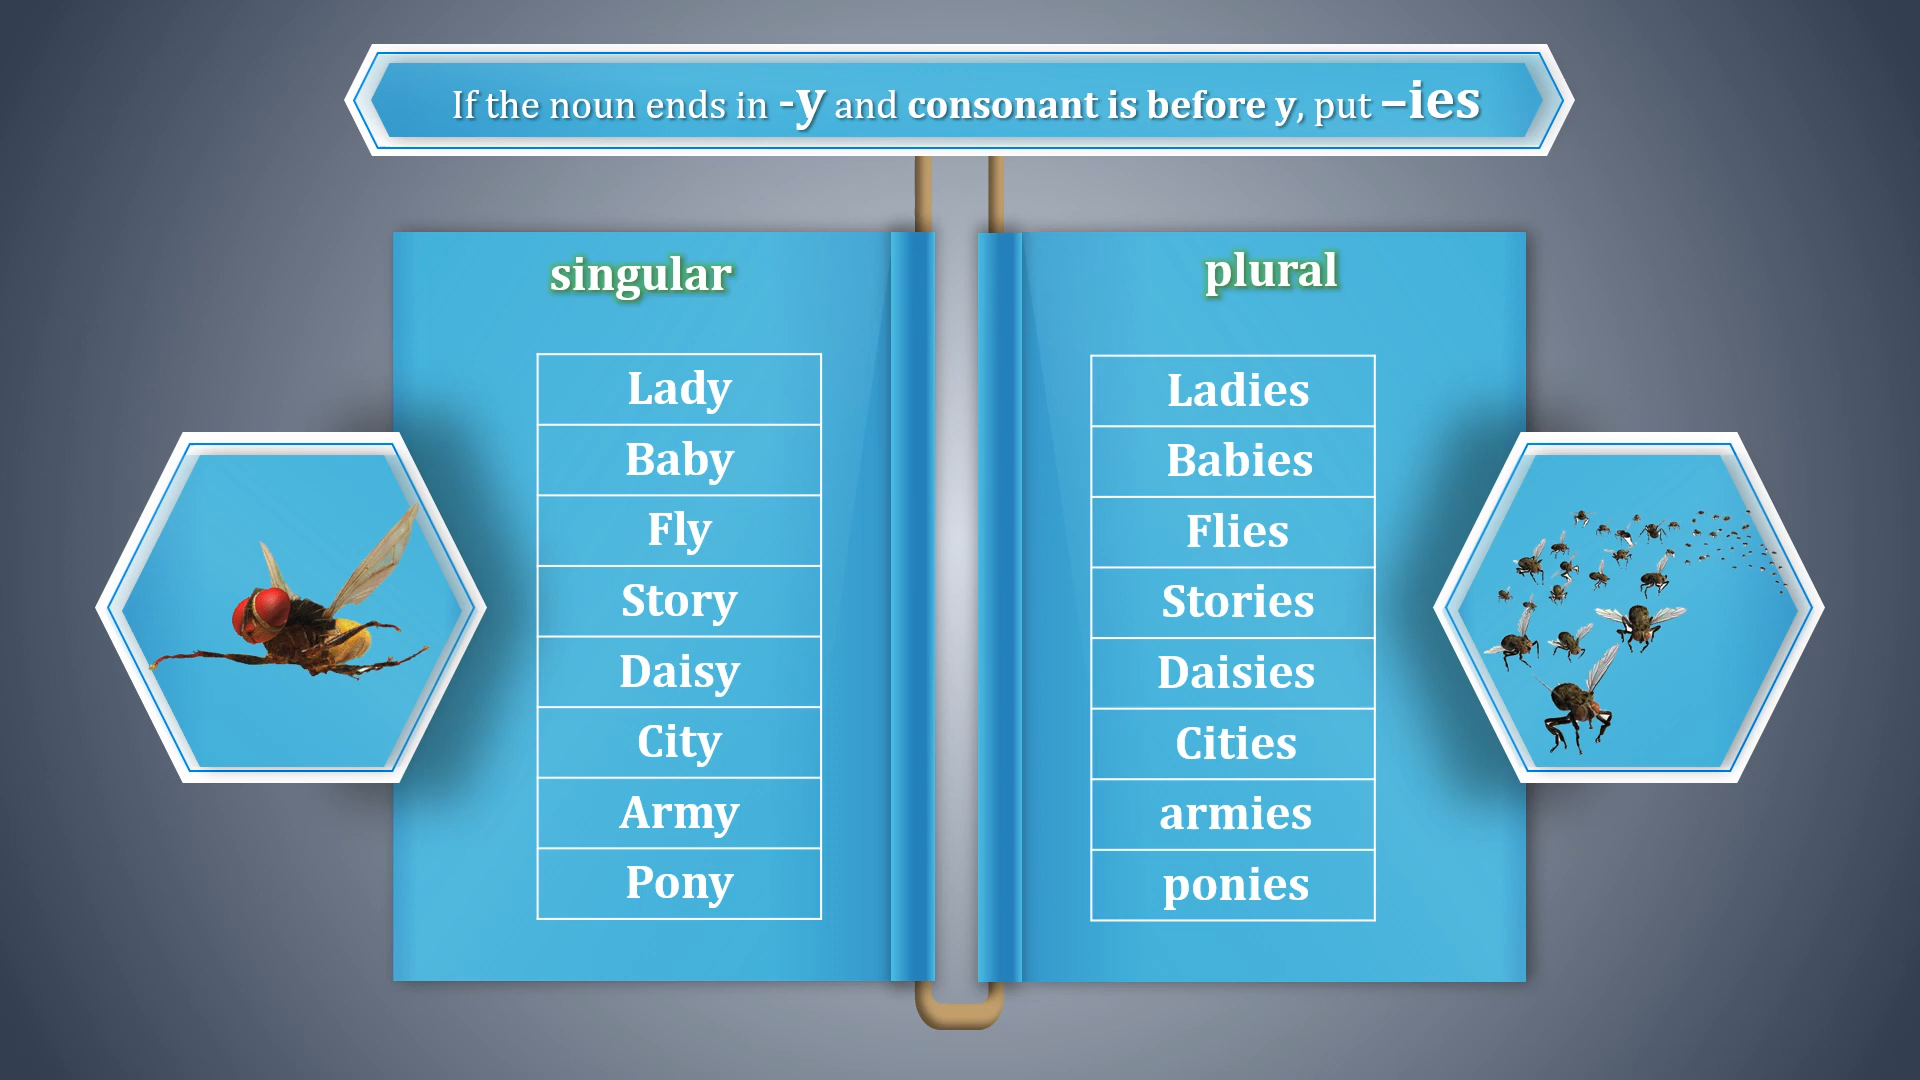 If the noun ends in -y and consonant is before y, put –ies
singular
Lady
Baby
Fly
Story
Daisy
City
Army
Pony
plural
Ladies
Babies
Flies
Stories
Daisies
Cities
armies
ponies